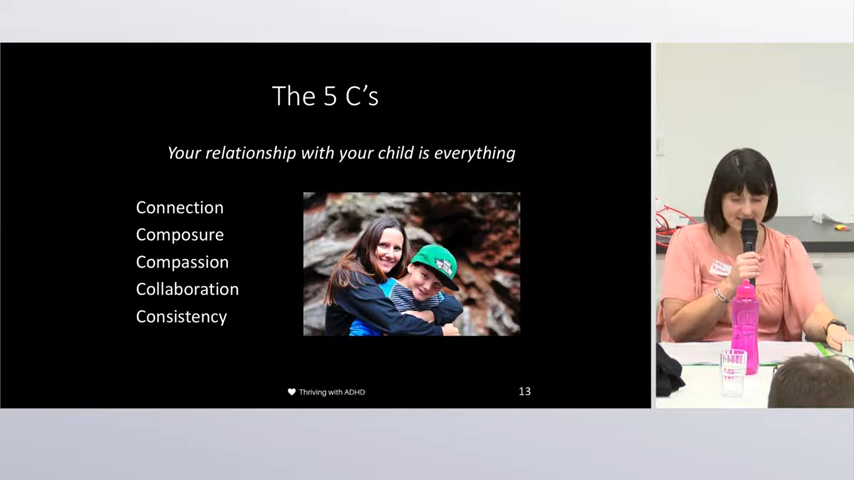 The 5 C's
Your relationship with your child is everything
Connection
Composure
Compassion
Collaboration
Consistency
Thriving with ADHD
13